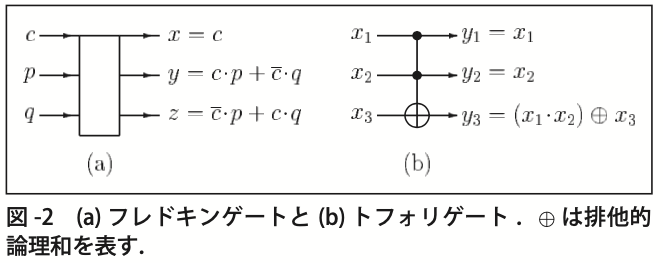 c x = c x₁ y₁ = x₁
p y = c·p + c̅·q x₂ y₂ = x₂
q z = c̅·p + c·q x₃ y₃ = (x₁·x₂) ⊕ x₃
(a) (b)
図 -2 (a) フレドキンゲートと (b) トフォリゲート . ⊕ は排他的
論理和を表す.